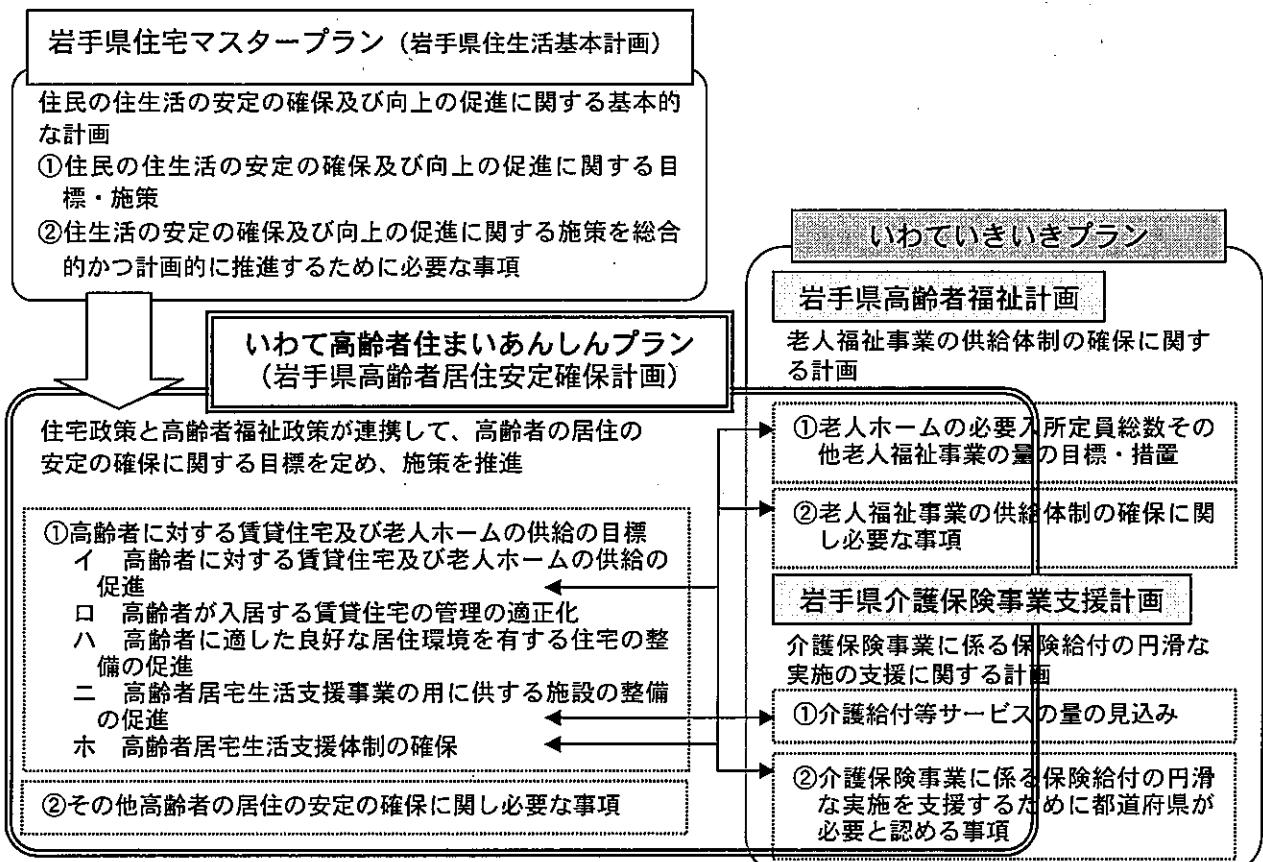 岩手県住宅マスタープラン（岩手県住生活基本計画）
住民の住生活の安定の確保及び向上の促進に関する基本的
な計画
①住民の住生活の安定の確保及び向上の促進に関する目
標・施策
②住生活の安定の確保及び向上の促進に関する施策を総合
的かつ計画的に推進するために必要な事項
いわて高齢者住まいあんしんプラン
（岩手県高齢者居住安定確保計画）
住宅政策と高齢者福祉政策が連携して、高齢者の居住の
安定の確保に関する目標を定め、施策を推進
①高齢者に対する賃貸住宅及び老人ホームの供給の目標
イ　高齢者に対する賃貸住宅及び老人ホームの供給の
促進
ロ　高齢者が入居する賃貸住宅の管理の適正化
ハ　高齢者に適した良好な居住環境を有する住宅の整
備の促進
ニ　高齢者居宅生活支援事業の用に供する施設の整備
の促進
ホ　高齢者居宅生活支援体制の確保
②その他高齢者の居住の安定の確保に関し必要な事項
いわていきいきプラン
岩手県高齢者福祉計画
老人福祉事業の供給体制の確保に関す
る計画
①老人ホームの必要入所定員総数その
他老人福祉事業の量の目標・措置
②老人福祉事業の供給体制の確保に関
し必要な事項
岩手県介護保険事業支援計画
介護保険事業に係る保険給付の円滑な
実施の支援に関する計画
①介護給付等サービスの量の見込み
②介護保険事業に係る保険給付の円滑
な実施を支援するために都道府県が
必要と認める事項